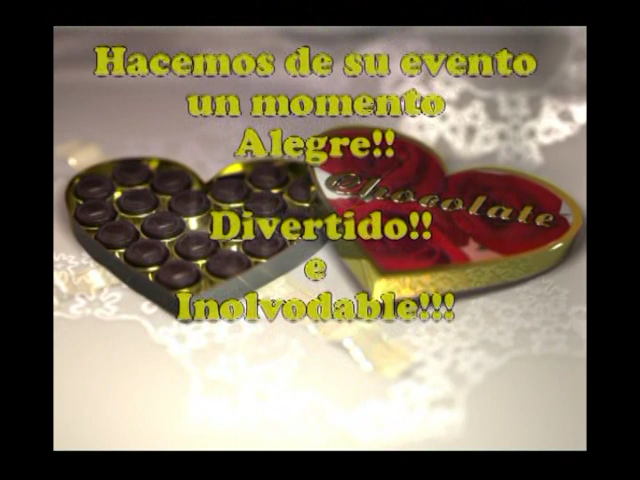 Hacemos de su evento
un momento
Alegre!!
Chocolate
Divertido!!
e
Inolvodable!!!